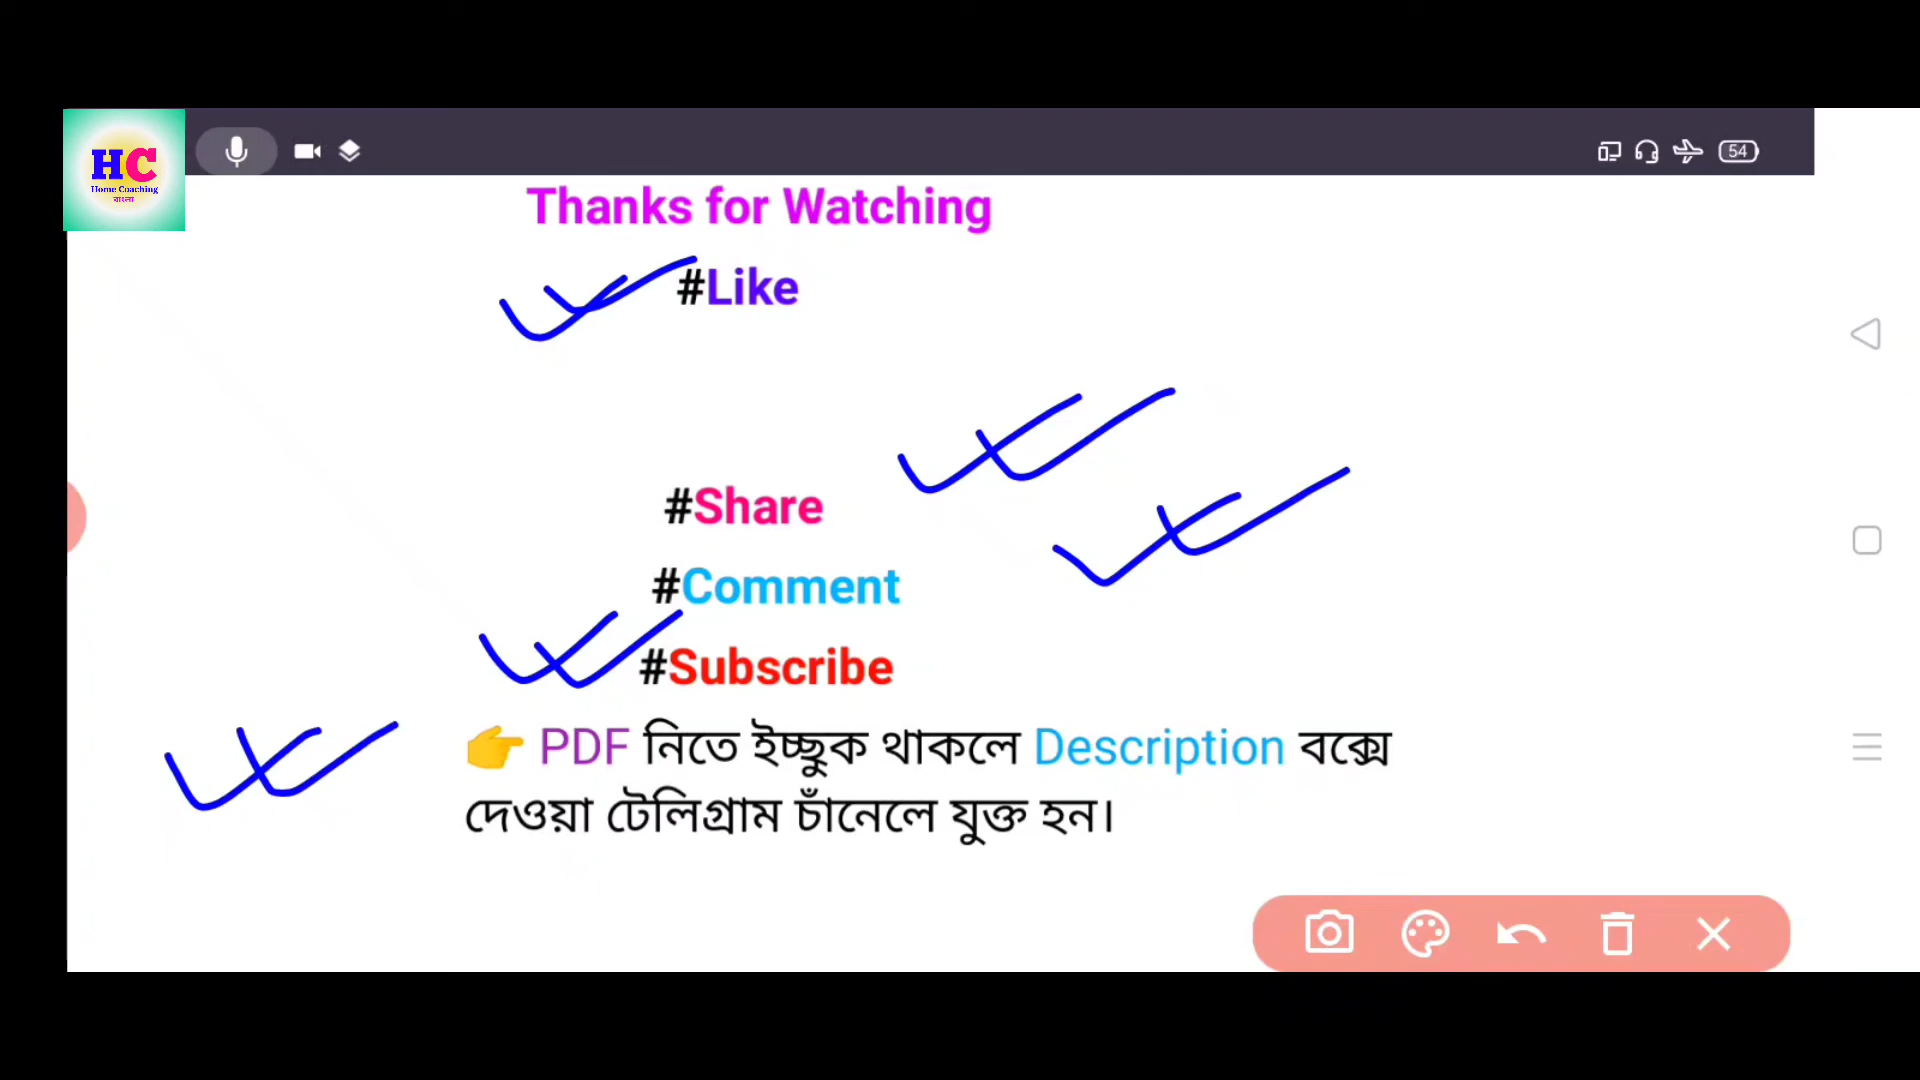 HC
Home Coaching
বাংলা
54
Thanks for Watching
#Like
#Share
#Comment
#Subscribe
👉 PDF নিতে ইচ্ছুক থাকলে Description বক্সে
দেওয়া টেলিগ্রাম চাঁনেলে যুক্ত হন।